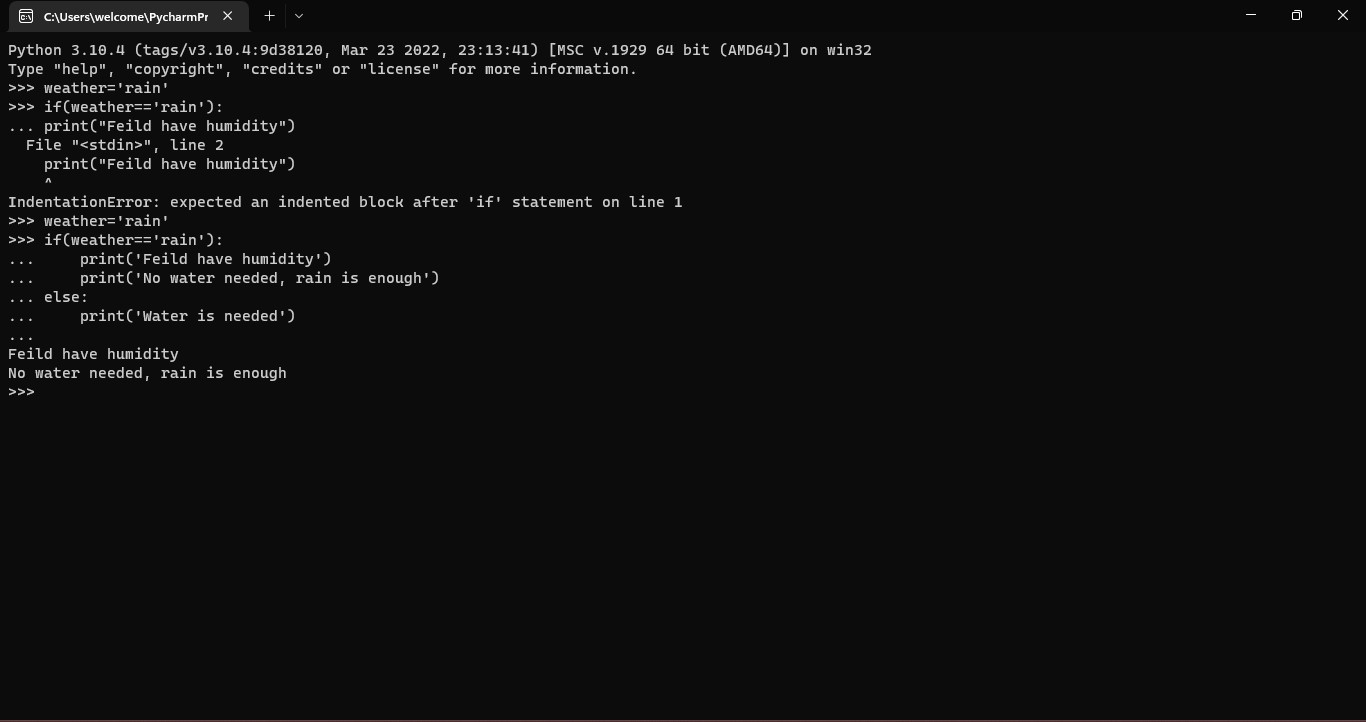 C:\Users\welcome\PycharmPr
Python 3.10.4 (tags/v3.10.4:9d38120, Mar 23 2022, 23:13:41) [MSC v.1929 64 bit (AMD64)] on win32
Type "help", "copyright", "credits" or "license" for more information.
>>> weather='rain'
>>> if(weather=='rain'):
... print("Feild have humidity")
  File "<stdin>", line 2
    print("Feild have humidity")
    ^
IndentationError: expected an indented block after 'if' statement on line 1
>>> weather='rain'
>>> if(weather=='rain'):
...     print('Feild have humidity')
...     print('No water needed, rain is enough')
... else:
...     print('Water is needed')
...
Feild have humidity
No water needed, rain is enough
>>>